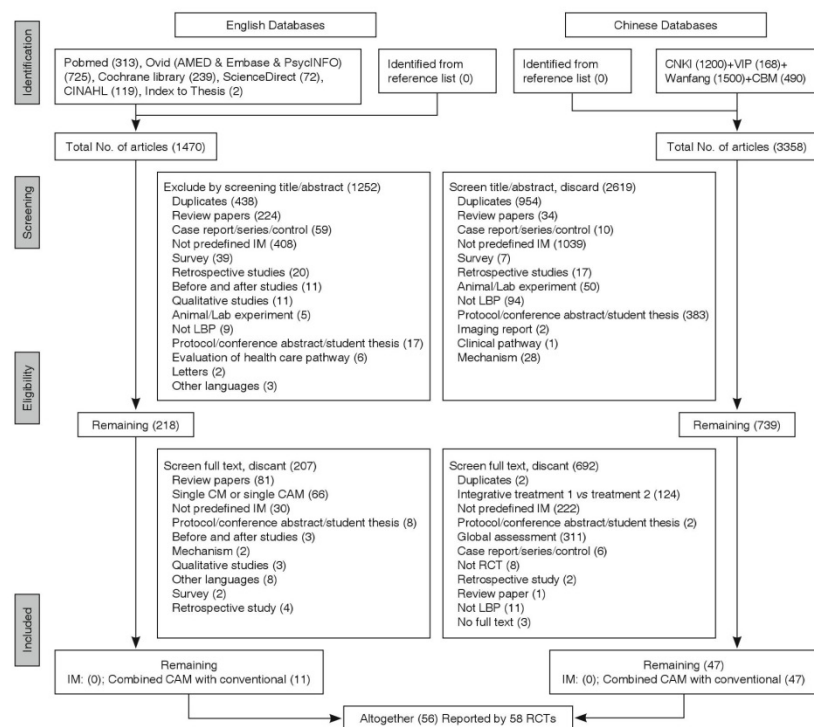 English Databases
Chinese Databases
Identification
Pobmed (313), Ovid (AMED & Embase & PsycINFO)
(725), Cochrane library (239), ScienceDirect (72),
CINAHL (119), Index to Thesis (2)
Identified from
reference list (0)
Identified from
reference list (0)
CNKI (1200)+VIP (168)+
Wanfang (1500)+CBM (490)
Total No. of articles (1470)
Total No. of articles (3358)
Screening
Exclude by screening title/abstract (1252)
Duplicates (438)
Review papers (224)
Case report/series/control (59)
Not predefined IM (408)
Survey (39)
Retrospective studies (20)
Before and after studies (11)
Qualitative studies (11)
Animal/Lab experiment (5)
Not LBP (9)
Protocol/conference abstract/student thesis (17)
Evaluation of health care pathway (6)
Letters (2)
Other languages (3)
Screen title/abstract, discard (2619)
Duplicates (954)
Review papers (34)
Case report/series/control (10)
Not predefined IM (1039)
Survey (7)
Retrospective studies (17)
Animal/Lab experiment (50)
Not LBP (94)
Protocol/conference abstract/student thesis (383)
Imaging report (2)
Clinical pathway (1)
Mechanism (28)
Eligibility
Remaining (218)
Remaining (739)
Screen full text, discant (207)
Review papers (81)
Single CM or single CAM (66)
Not predefined IM (30)
Protocol/conference abstract/student thesis (8)
Before and after studies (3)
Mechanism (2)
Qualitative studies (3)
Other languages (8)
Survey (2)
Retrospective study (4)
Screen full text, discant (692)
Duplicates (2)
Integrative treatment 1 vs treatment 2 (124)
Not predefined IM (222)
Protocol/conference abstract/student thesis (2)
Global assessment (311)
Case report/series/control (6)
Not RCT (8)
Retrospective study (2)
Review paper (1)
Not LBP (11)
No full text (3)
Included
Remaining
IM: (0); Combined CAM with conventional (11)
Remaining (47)
IM: (0); Combined CAM with conventional (47)
Altogether (56) Reported by 58 RCTs